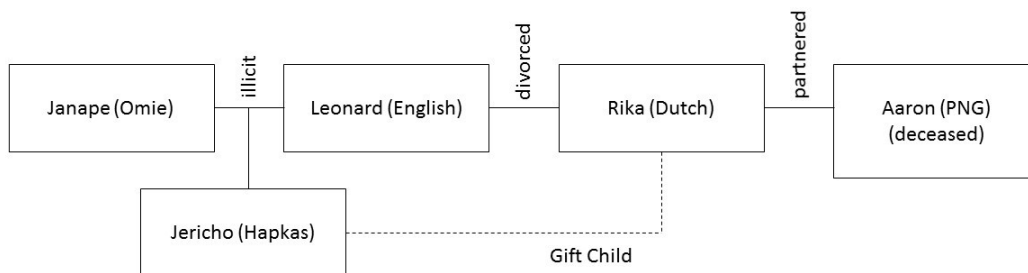 illicit
divorced
partnered
Janape (Omie)
Leonard (English)
Rika (Dutch)
Aaron (PNG)
(deceased)
Jericho (Hapkas)
Gift Child